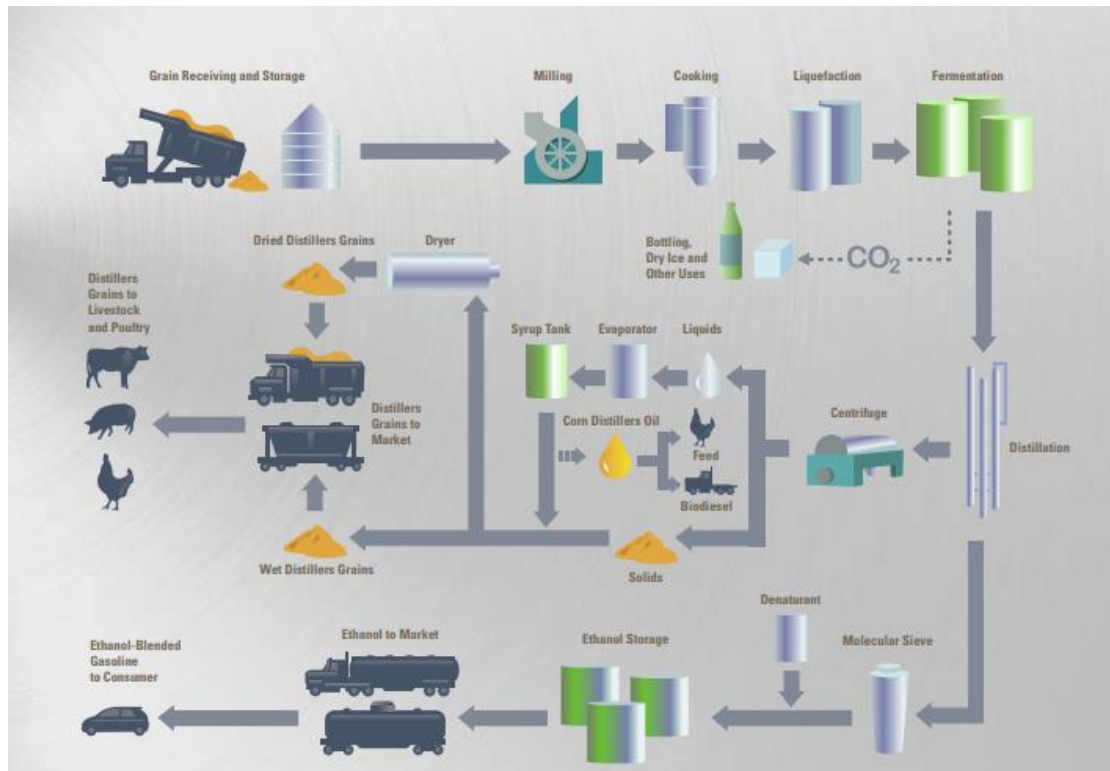 Grain Receiving and Storage
Milling
Cooking
Liquefaction
Fermentation
Dried Distillers Grains
Dryer
Bottling,
Dry Ice and
Other Uses
CO2
Distillers
Grains to
Livestock
and Poultry
Syrup Tank
Evaporator
Liquids
Distillers
Grains to
Market
Corn Distillers Oil
Feed
Biodiesel
Centrifuge
Distillation
Wet Distillers Grains
Solids
Denaturant
Ethanol-Blended
Gasoline
to Consumer
Ethanol to Market
Ethanol Storage
Molecular Sieve